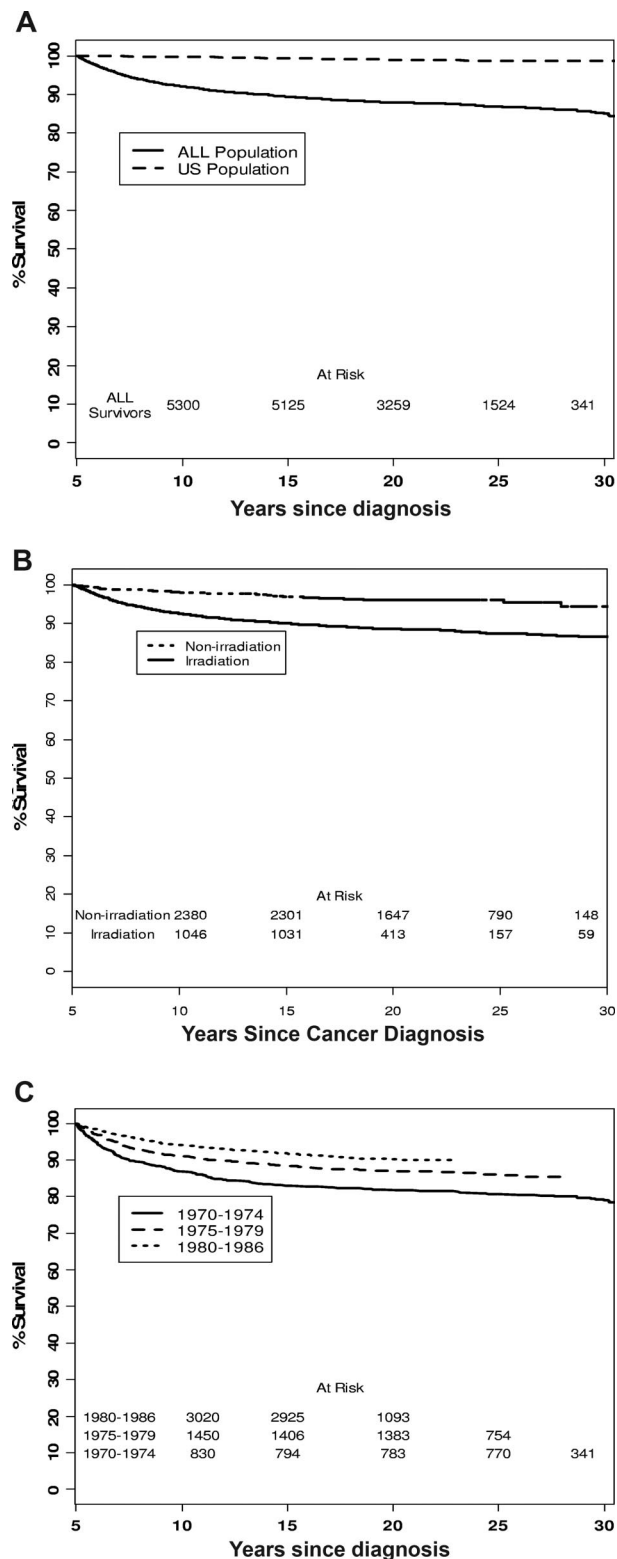 A
%Survival
100
90
80
70
60
50
40
30
20
10
0
ALL Population
US Population
At Risk
ALL
Survivors
5300 5125 3259 1524 341
5 10 15 20 25 30
Years since diagnosis
B
%Survival
100
90
80
70
60
50
40
30
20
10
0
Non-irradiation
Irradiation
At Risk
Non-irradiation 2380 2301 1647 790 148
Irradiation 1046 1031 413 157 59
5 10 15 20 25 30
Years Since Cancer Diagnosis
C
%Survival
100
90
80
70
60
50
40
30
20
10
0
1970-1974
1975-1979
1980-1986
At Risk
1980-1986 3020 2925 1093
1975-1979 1450 1406 1383 754
1970-1974 830 794 783 770 341
5 10 15 20 25 30
Years since diagnosis